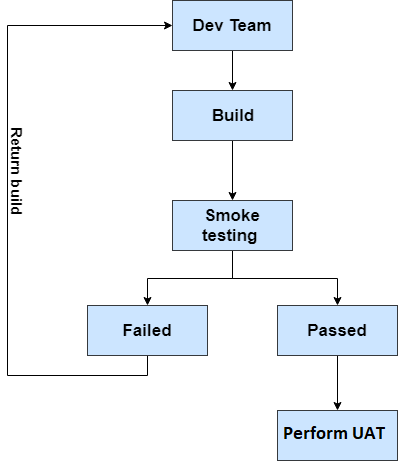 Dev Team
Build
Return build
Smoke
testing
Failed
Passed
Perform UAT